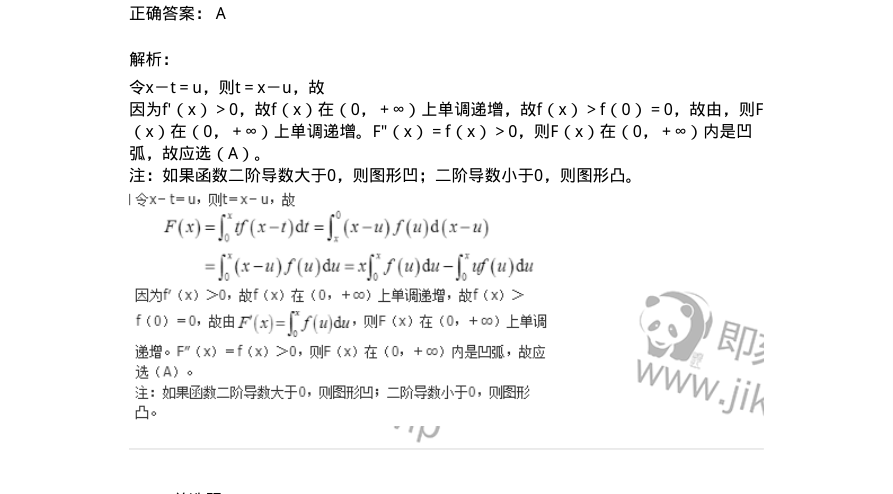 正确答案： A
解析：
令x－t = u，则t = x－u，故
因为f'（x）> 0，故f（x）在（0，+∞）上单调递增，故f（x）> f（0）= 0，故由，则F
（x）在（0，+∞）上单调递增。F"（x）= f（x）> 0，则F（x）在（0，+∞）内是凹
弧，故应选（A）。
注：如果函数二阶导数大于0，则图形凹；二阶导数小于0，则图形凸。
令x- t=u，则t=x- u，故
F(x)=∫₀ˣ tf(x-t)dt=∫ₓ⁰ (x-u)f(u)d(x-u)
=∫₀ˣ (x-u)f(u)du=x∫₀ˣ f(u)du-∫₀ˣ uf(u)du
因为f′（x）＞0，故f（x）在（0，+∞）上单调递增，故f（x）＞
f（0）=0，故由F′(x)=∫₀ˣ f(u)du，则F（x）在（0，+∞）上单调
递增。F″（x）=f（x）＞0，则F（x）在（0，+∞）内是凹弧，故应
选（A）。
注：如果函数二阶导数大于0，则图形凹；二阶导数小于0，则图形
凸。
www.jik
vip